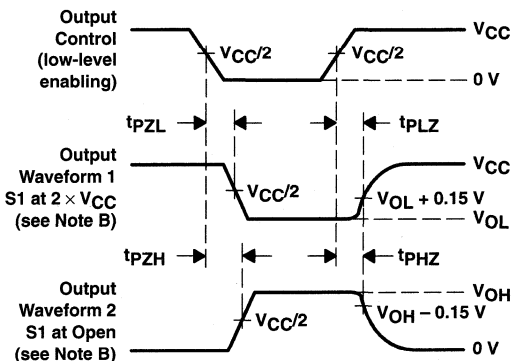 Output
Control
(low-level
enabling)
VCC/2
VCC/2
VCC
0 V
tPZL
tPLZ
Output
Waveform 1
S1 at 2 × VCC
(see Note B)
VCC/2
VCC
VOL + 0.15 V
VOL
tPZH
tPHZ
Output
Waveform 2
S1 at Open
(see Note B)
VCC/2
VOH
VOH − 0.15 V
0 V